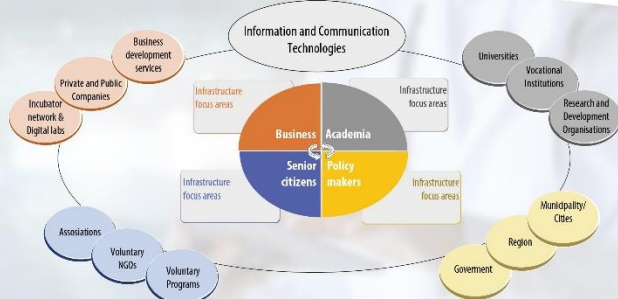 Information and Communication
Technologies
Business
development
services
Private and Public
Companies
Incubator
network &
Digital labs
Universities
Vocational
Institutions
Research and
Development
Organisations
Infrastructure
focus areas
Infrastructure
focus areas
Business
Academia
Senior
citizens
Policy
makers
Infrastructure
focus areas
Infrastructure
focus areas
Assosiations
Voluntary
NGOs
Voluntary
Programs
Municipality/
Cities
Region
Goverment